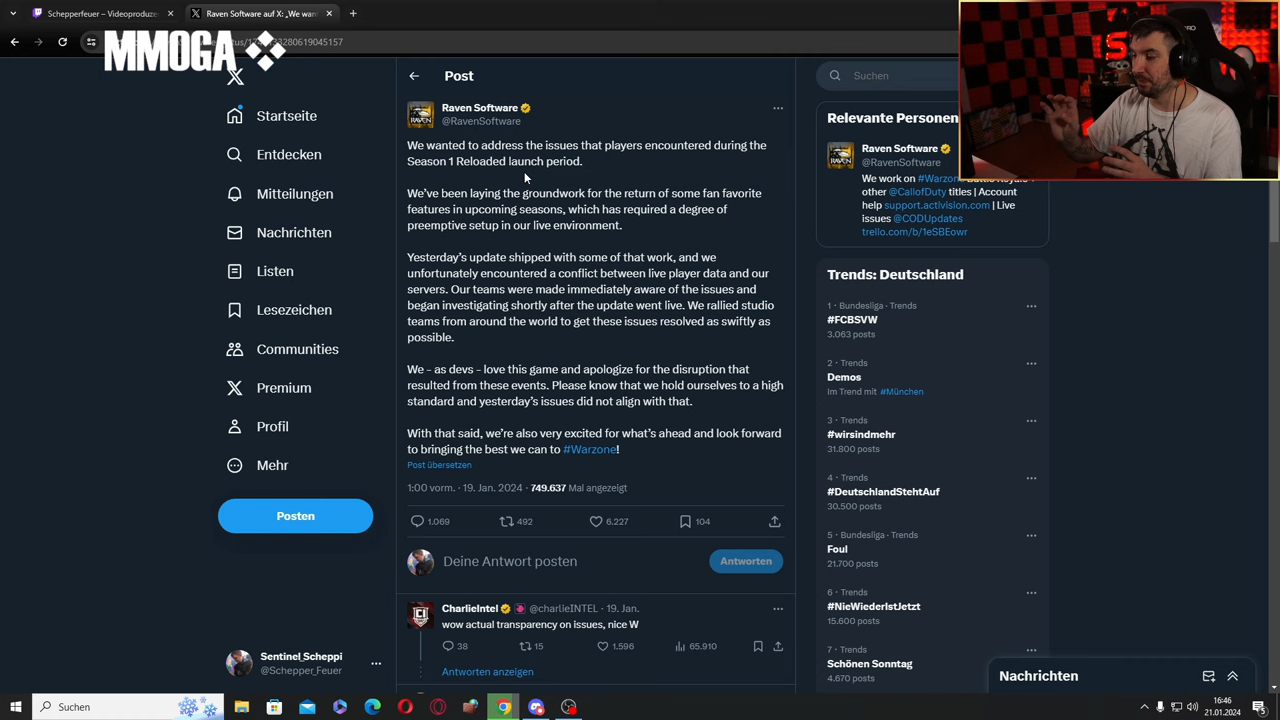 Schepperfeuer – Videoproduze
Raven Software auf X: „We wan
tus/1748133280619045157
MMOGA
Post
Suchen
Raven Software
@RavenSoftware
We wanted to address the issues that players encountered during the
Season 1 Reloaded launch period.
We've been laying the groundwork for the return of some fan favorite
features in upcoming seasons, which has required a degree of
preemptive setup in our live environment.
Yesterday's update shipped with some of that work, and we
unfortunately encountered a conflict between live player data and our
servers. Our teams were made immediately aware of the issues and
began investigating shortly after the update went live. We rallied studio
teams from around the world to get these issues resolved as swiftly as
possible.
We - as devs - love this game and apologize for the disruption that
resulted from these events. Please know that we hold ourselves to a high
standard and yesterday's issues did not align with that.
With that said, we're also very excited for what's ahead and look forward
to bringing the best we can to #Warzone!
Post übersetzen
1:00 vorm. · 19. Jan. 2024 · 749.637 Mal angezeigt
1.069
492
6.227
104
Deine Antwort posten
Antworten
CharlieIntel @charlieINTEL · 19. Jan.
wow actual transparency on issues, nice W
38
15
1.596
65.910
Antworten anzeigen
Startseite
Entdecken
Mitteilungen
Nachrichten
Listen
Lesezeichen
Communities
Premium
Profil
Mehr
Posten
Sentinel_Scheppi
@Schepper_Feuer
Relevante Personen
Raven Software
@RavenSoftware
We work on #Warzone
other @CallofDuty titles | Account
help support.activision.com | Live
issues @CODUpdates
trello.com/b/1eSBEowr
Trends: Deutschland
1 · Bundesliga · Trends
#FCBSVW
3.063 posts
2 · Trends
Demos
Im Trend mit #München
3 · Trends
#wirsindmehr
31.800 posts
4 · Trends
#DeutschlandStehtAuf
30.500 posts
5 · Bundesliga · Trends
Foul
21.700 posts
6 · Trends
#NieWiederIstJetzt
15.600 posts
7 · Trends
Schönen Sonntag
4.670 posts
Nachrichten
Suchen
16:46
21.01.2024
5